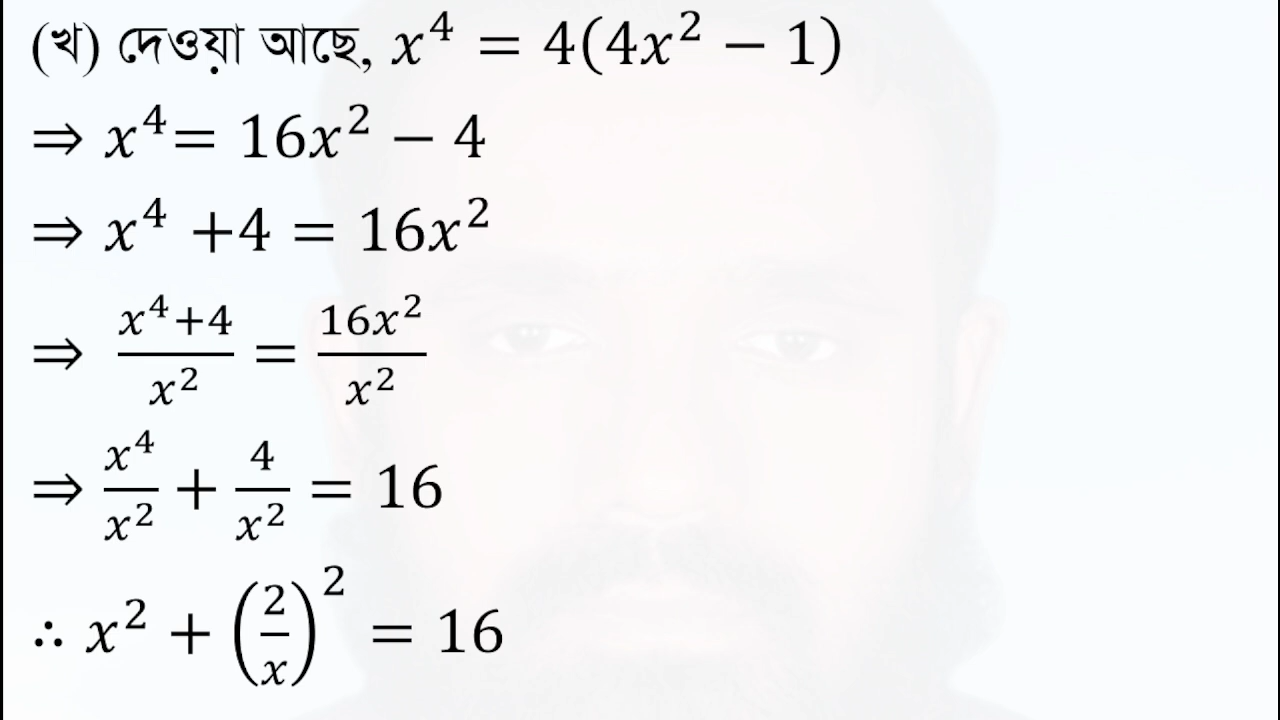 (খ) দেওয়া আছে, x⁴ = 4(4x² − 1)
⇒ x⁴= 16x² − 4
⇒ x⁴ +4 = 16x²
⇒ (x⁴+4)/x² = 16x²/x²
⇒ x⁴/x² + 4/x² = 16
∴ x² + (2/x)² = 16